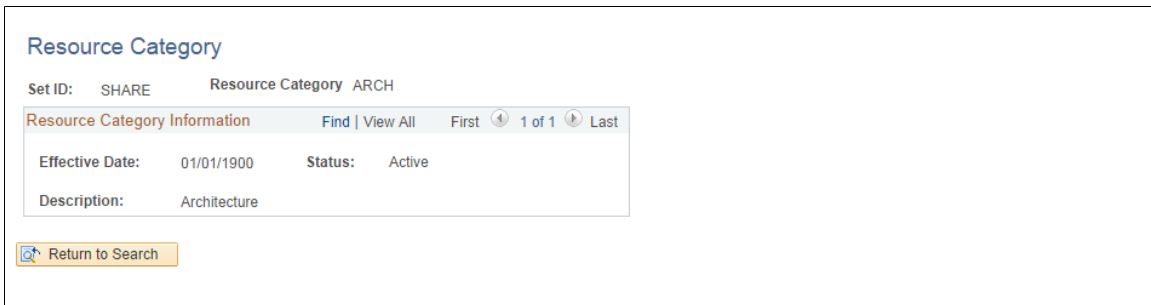 Resource Category
Set ID: SHARE Resource Category ARCH
Resource Category Information Find | View All First 1 of 1 Last
Effective Date: 01/01/1900 Status: Active
Description: Architecture
Return to Search